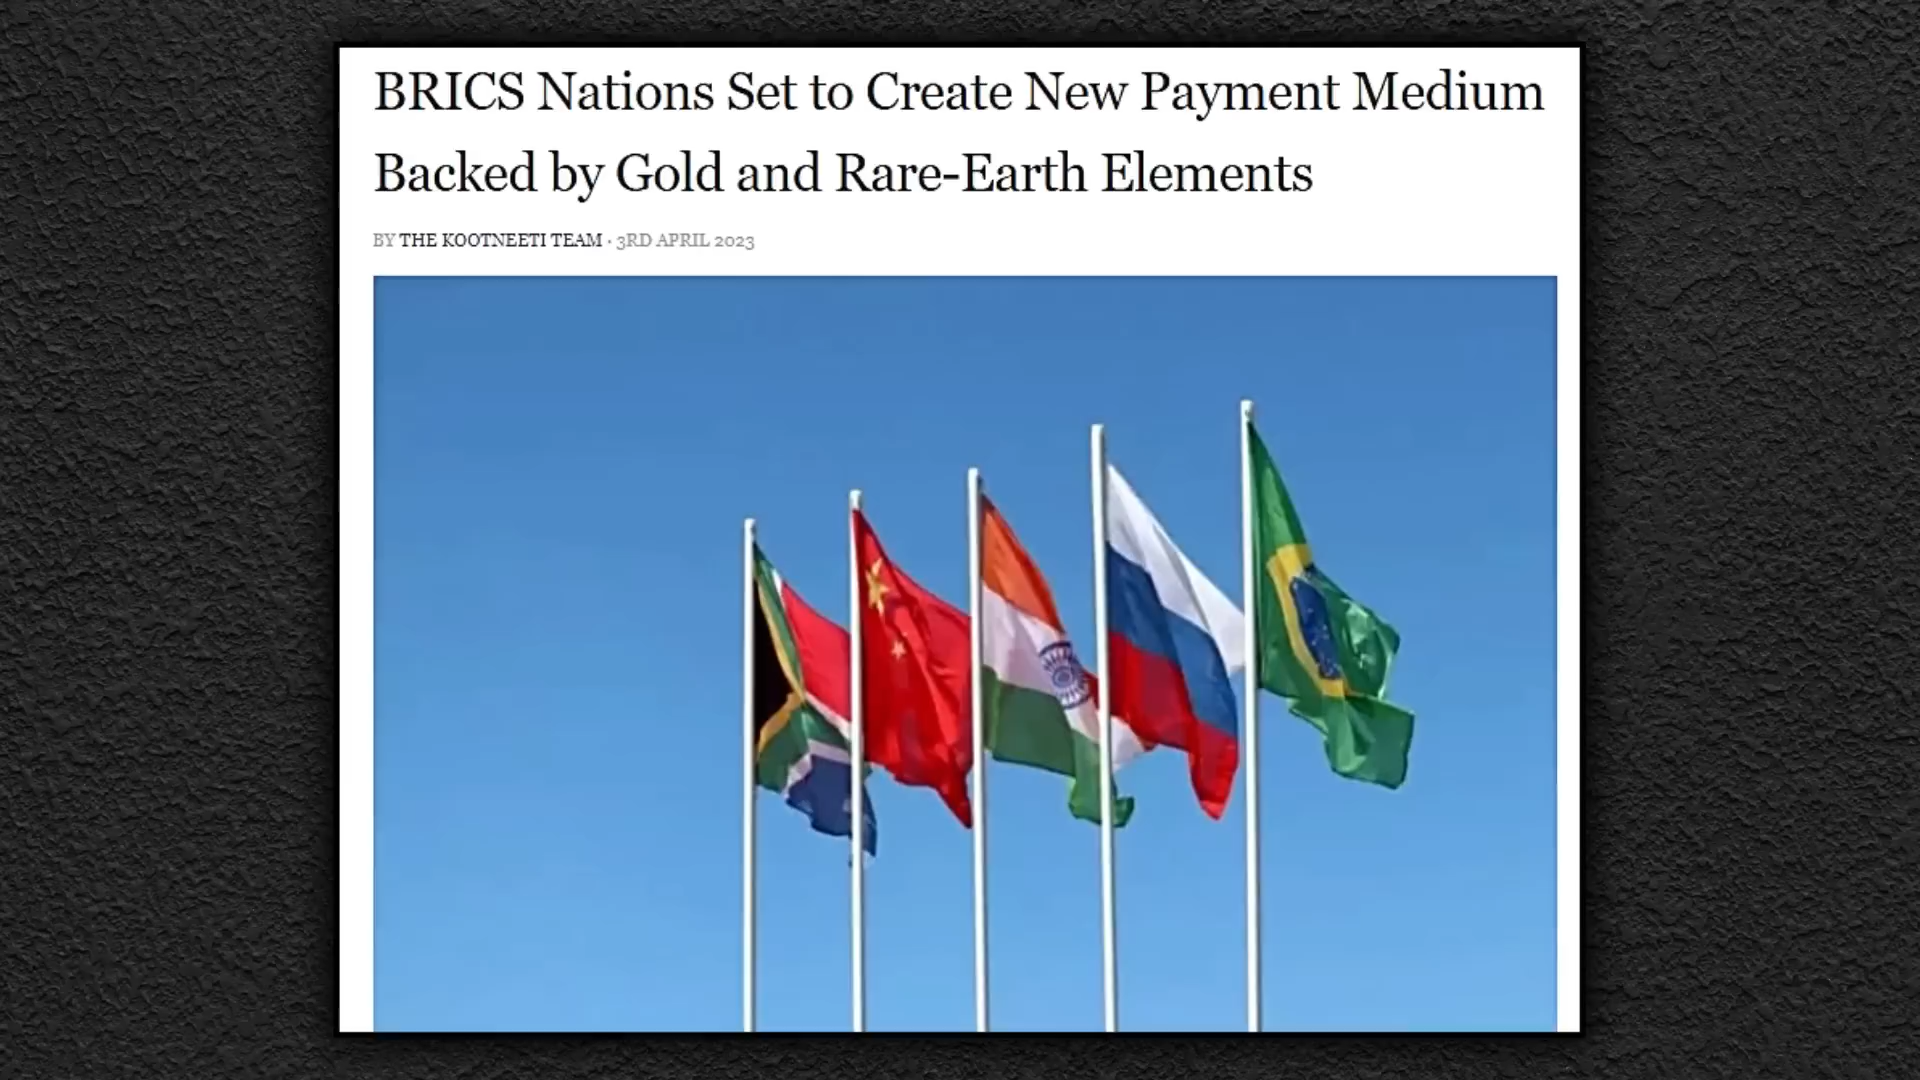 BRICS Nations Set to Create New Payment Medium
Backed by Gold and Rare-Earth Elements
BY THE KOOTNEETI TEAM · 3RD APRIL 2023